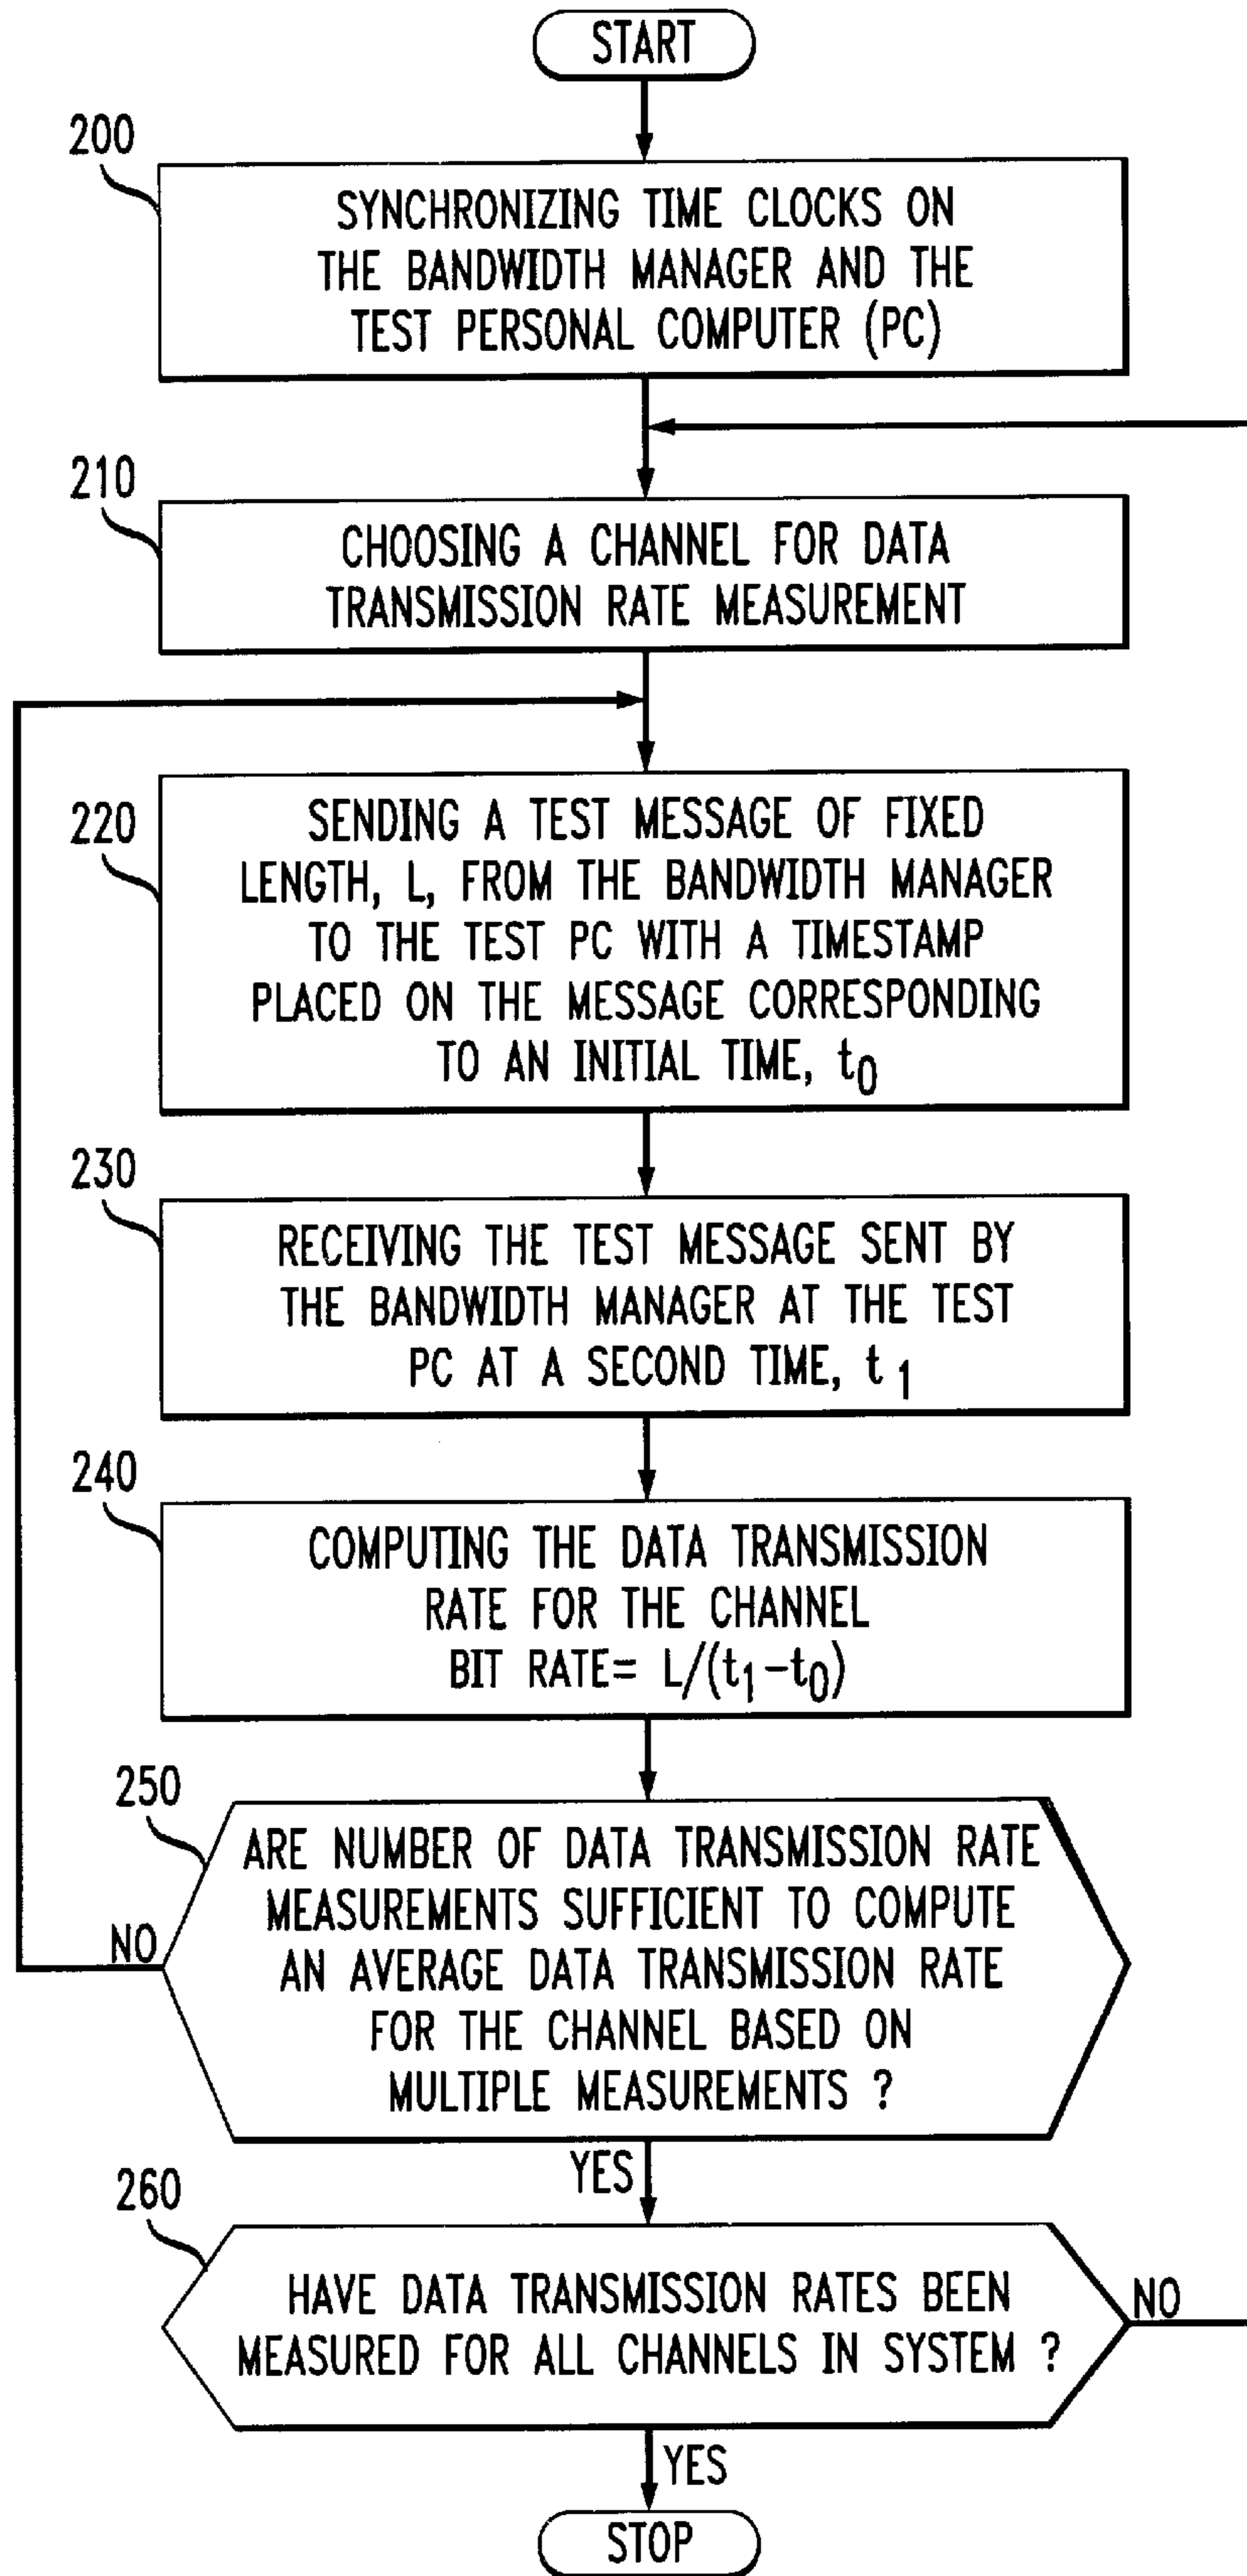 START
200
SYNCHRONIZING TIME CLOCKS ON
THE BANDWIDTH MANAGER AND THE
TEST PERSONAL COMPUTER (PC)
210
CHOOSING A CHANNEL FOR DATA
TRANSMISSION RATE MEASUREMENT
220
SENDING A TEST MESSAGE OF FIXED
LENGTH, L, FROM THE BANDWIDTH MANAGER
TO THE TEST PC WITH A TIMESTAMP
PLACED ON THE MESSAGE CORRESPONDING
TO AN INITIAL TIME, t0
230
RECEIVING THE TEST MESSAGE SENT BY
THE BANDWIDTH MANAGER AT THE TEST
PC AT A SECOND TIME, t1
240
COMPUTING THE DATA TRANSMISSION
RATE FOR THE CHANNEL
BIT RATE= L/(t1-t0)
250
ARE NUMBER OF DATA TRANSMISSION RATE
MEASUREMENTS SUFFICIENT TO COMPUTE
AN AVERAGE DATA TRANSMISSION RATE
FOR THE CHANNEL BASED ON
MULTIPLE MEASUREMENTS ?
NO
YES
260
HAVE DATA TRANSMISSION RATES BEEN
MEASURED FOR ALL CHANNELS IN SYSTEM ?
NO
YES
STOP